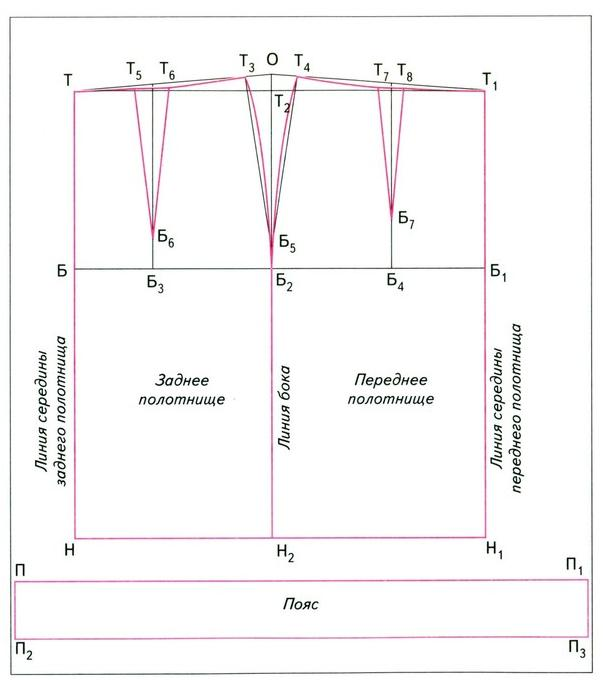 Т Т₅ Т₆ Т₃ О Т₄ Т₇ Т₈ Т₁
Т₂
Б₆ Б₅ Б₇
Б Б₃ Б₂ Б₄ Б₁
Линия середины
заднего полотнища
Заднее
полотнище
Линия бока
Переднее
полотнище
Линия середины
переднего полотнища
Н Н₂ Н₁
П П₁
Пояс
П₂ П₃